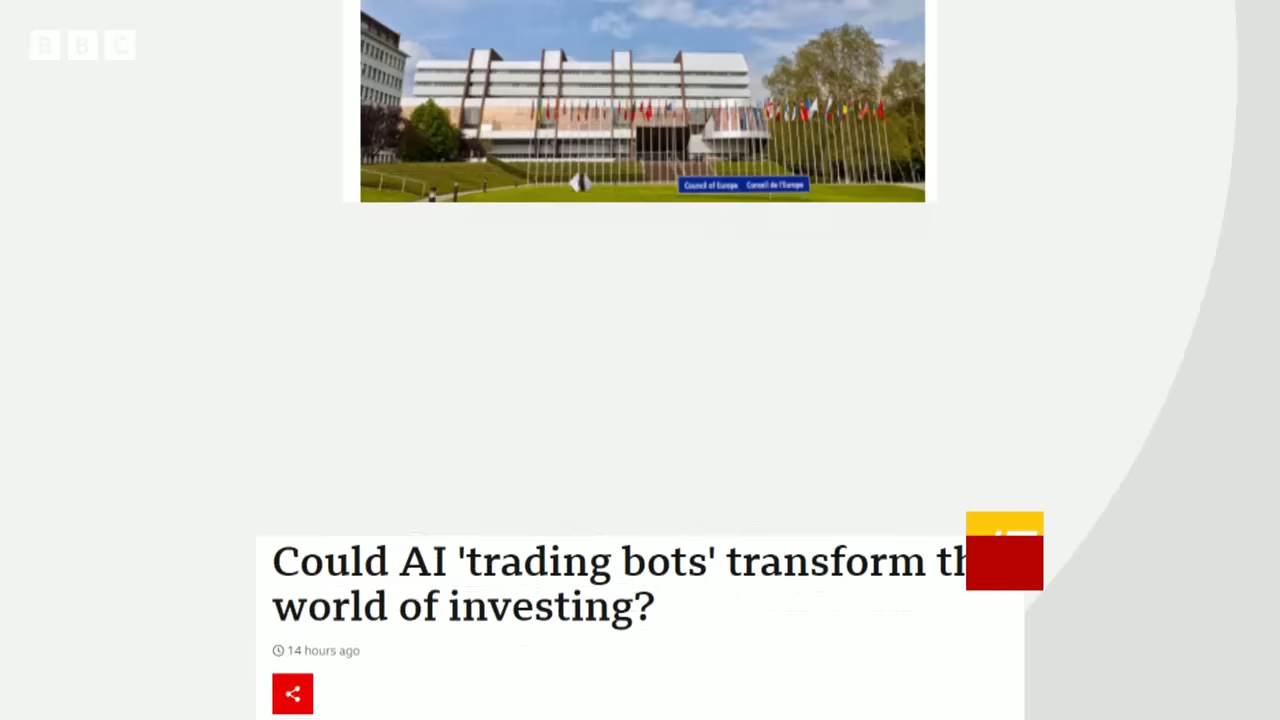 BBC
Council of Europe Conseil de l'Europe
Could AI 'trading bots' transform th
world of investing?
14 hours ago